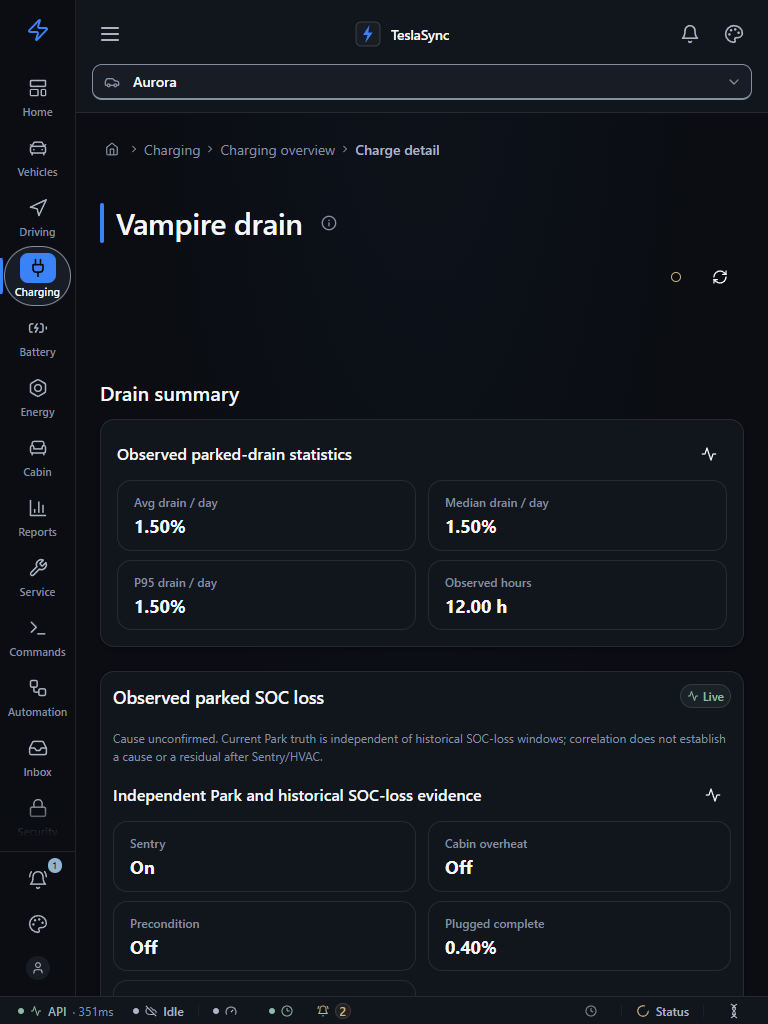 TeslaSync
Aurora
Home
Vehicles
Driving
Charging
Battery
Energy
Cabin
Reports
Service
Commands
Automation
Inbox
Security
1
Charging > Charging overview > Charge detail
Vampire drain
Drain summary
Observed parked-drain statistics
Avg drain / day
1.50%
Median drain / day
1.50%
P95 drain / day
1.50%
Observed hours
12.00 h
Observed parked SOC loss
Live
Cause unconfirmed. Current Park truth is independent of historical SOC-loss windows; correlation does not establish
a cause or a residual after Sentry/HVAC.
Independent Park and historical SOC-loss evidence
Sentry
On
Cabin overheat
Off
Precondition
Off
Plugged complete
0.40%
API · 351ms
Idle
2
Status